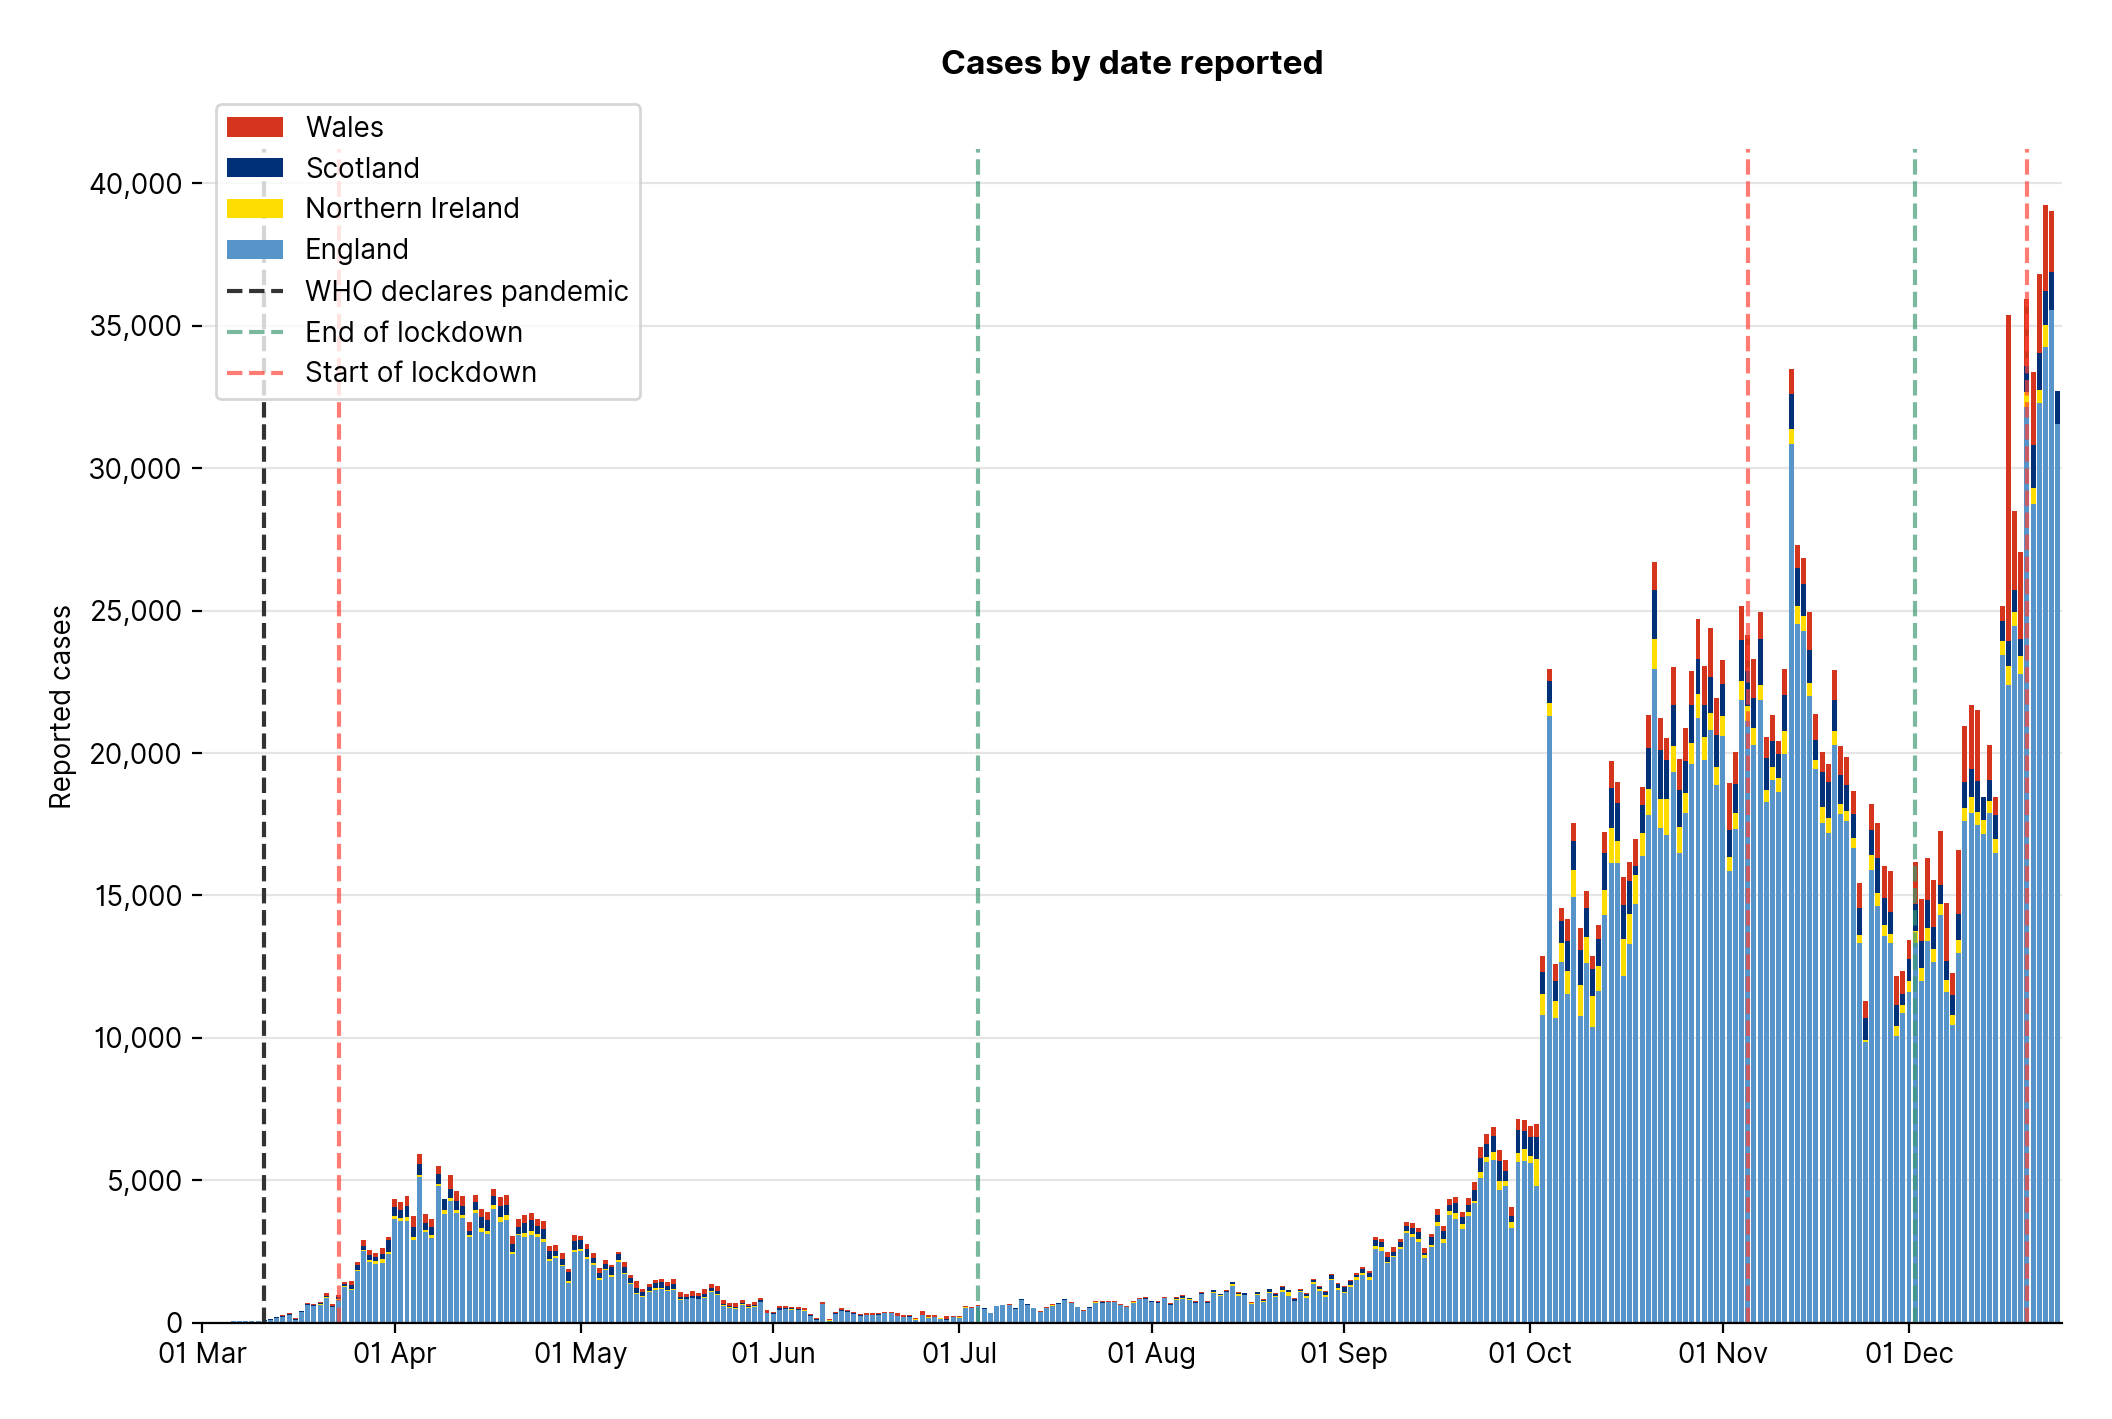 Cases by date reported
Wales
Scotland
Northern Ireland
England
WHO declares pandemic
End of lockdown
Start of lockdown
Reported cases
40,000
35,000
30,000
25,000
20,000
15,000
10,000
5,000
0
01 Mar
01 Apr
01 May
01 Jun
01 Jul
01 Aug
01 Sep
01 Oct
01 Nov
01 Dec